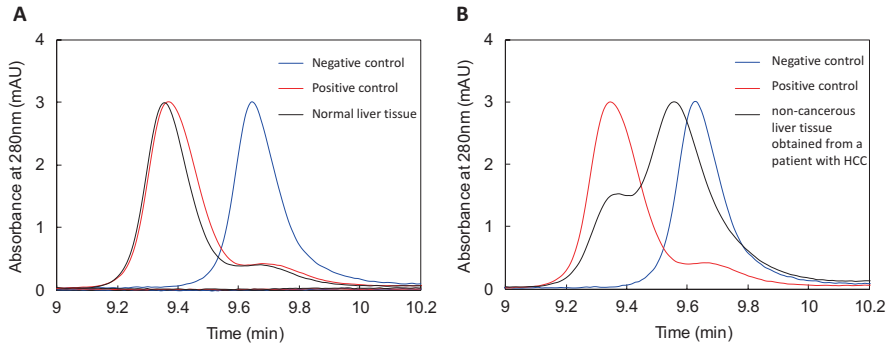 A
4
3
2
1
0
9
9.2
9.4
9.6
9.8
10
10.2
Absorbance at 280nm (mAU)
Time (min)
Negative control
Positive control
Normal liver tissue
B
4
3
2
1
0
9
9.2
9.4
9.6
9.8
10
10.2
Absorbance at 280nm (mAU)
Time (min)
Negative control
Positive control
non-cancerous
liver tissue
obtained from a
patient with HCC